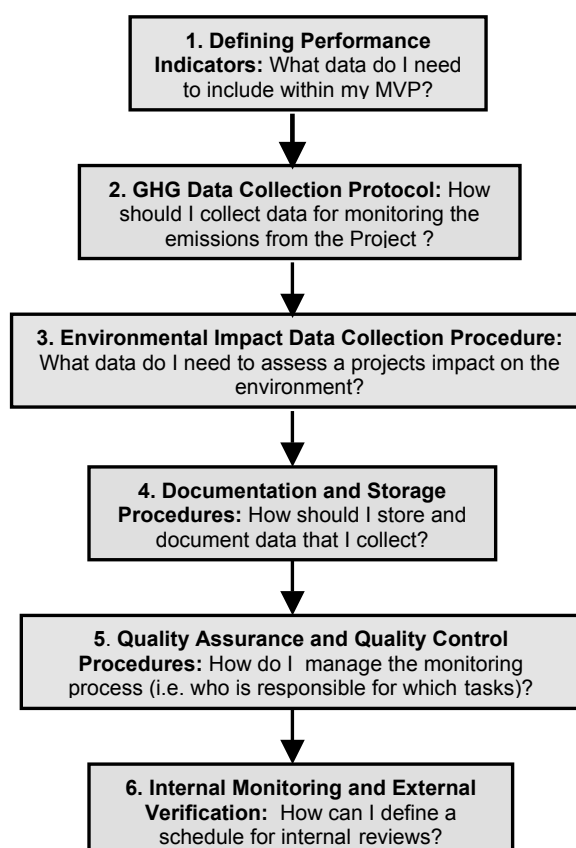 1. Defining Performance
Indicators: What data do I need
to include within my MVP?
2. GHG Data Collection Protocol: How
should I collect data for monitoring the
emissions from the Project ?
3. Environmental Impact Data Collection Procedure:
What data do I need to assess a projects impact on the
environment?
4. Documentation and Storage
Procedures: How should I store and
document data that I collect?
5. Quality Assurance and Quality Control
Procedures: How do I manage the monitoring
process (i.e. who is responsible for which tasks)?
6. Internal Monitoring and External
Verification: How can I define a
schedule for internal reviews?